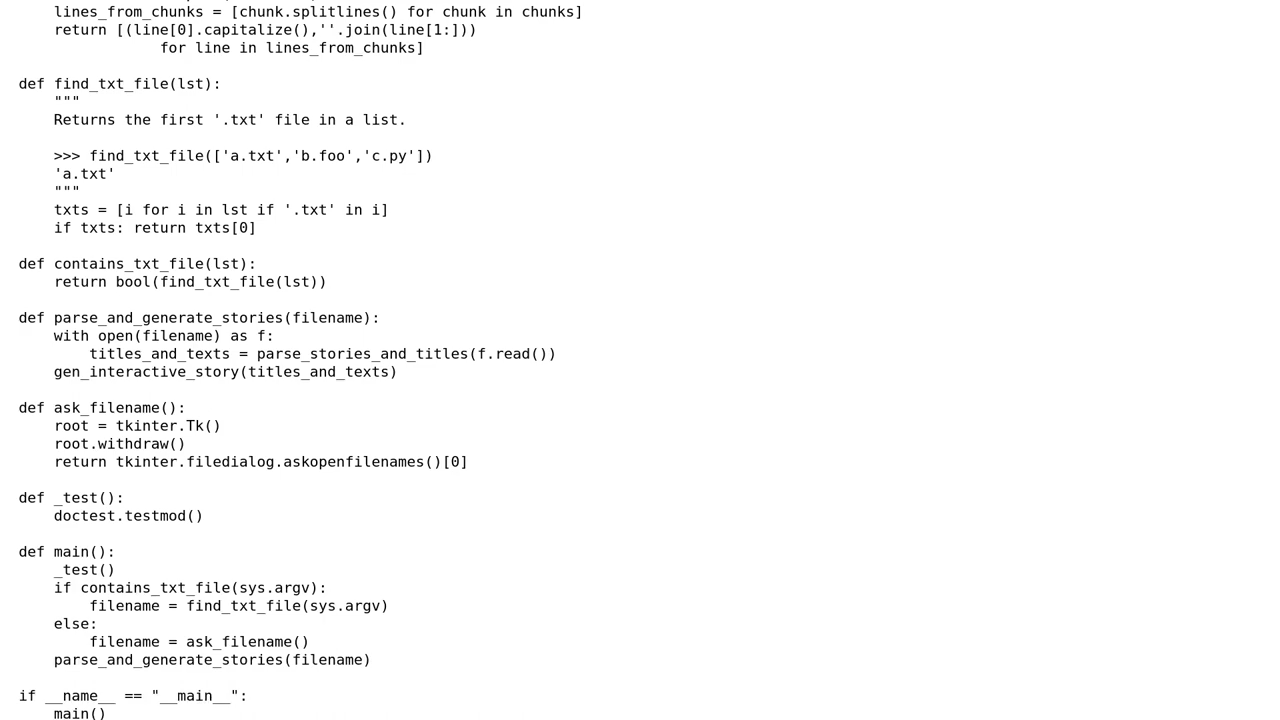 lines_from_chunks = [chunk.splitlines() for chunk in chunks]
    return [(line[0].capitalize(),''.join(line[1:]))
                for line in lines_from_chunks]

def find_txt_file(lst):
    """
    Returns the first '.txt' file in a list.

    >>> find_txt_file(['a.txt','b.foo','c.py'])
    'a.txt'
    """
    txts = [i for i in lst if '.txt' in i]
    if txts: return txts[0]

def contains_txt_file(lst):
    return bool(find_txt_file(lst))

def parse_and_generate_stories(filename):
    with open(filename) as f:
        titles_and_texts = parse_stories_and_titles(f.read())
    gen_interactive_story(titles_and_texts)

def ask_filename():
    root = tkinter.Tk()
    root.withdraw()
    return tkinter.filedialog.askopenfilenames()[0]

def _test():
    doctest.testmod()

def main():
    _test()
    if contains_txt_file(sys.argv):
        filename = find_txt_file(sys.argv)
    else:
        filename = ask_filename()
    parse_and_generate_stories(filename)

if __name__ == "__main__":
    main()